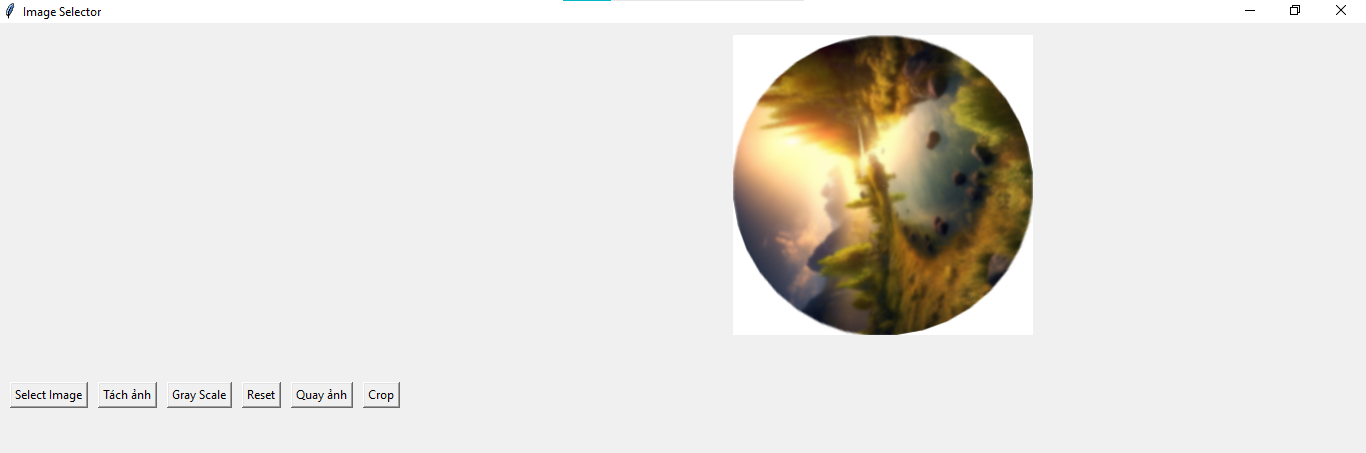 Image Selector
Select Image Tách ảnh Gray Scale Reset Quay ảnh Crop